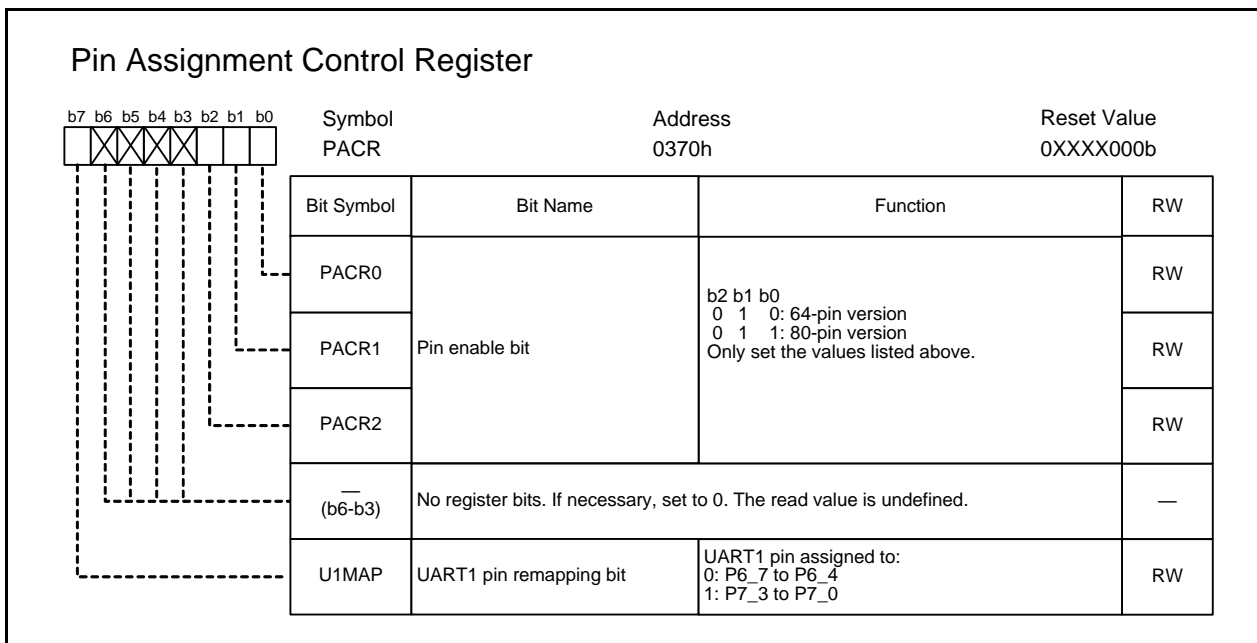 Pin Assignment Control Register
b7 b6 b5 b4 b3 b2 b1 b0
Symbol Address Reset Value
PACR 0370h 0XXXX000b
Bit Symbol Bit Name Function RW
PACR0 RW
b2 b1 b0
0 1 0: 64-pin version
0 1 1: 80-pin version
PACR1 Pin enable bit Only set the values listed above. RW
PACR2 RW
—
(b6-b3) No register bits. If necessary, set to 0. The read value is undefined. —
UART1 pin assigned to:
U1MAP UART1 pin remapping bit 0: P6_7 to P6_4 RW
1: P7_3 to P7_0